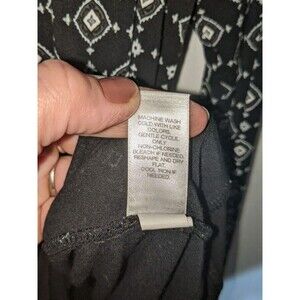 MACHINE WASH
COLD WITH LIKE
COLORS.
GENTLE CYCLE.
ONLY
NON-CHLORINE
BLEACH IF NEEDED.
RESHAPE AND DRY
FLAT.
COOL IRON IF NEEDED.